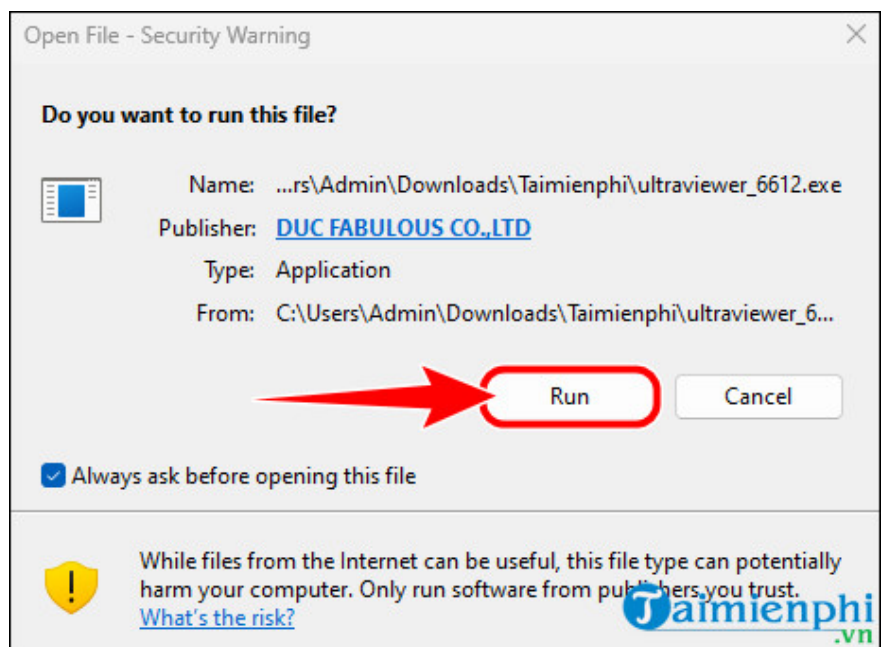 Open File - Security Warning
Do you want to run this file?
Name: ...rs\Admin\Downloads\Taimienphi\ultraviewer_6612.exe
Publisher: DUC FABULOUS CO.,LTD
Type: Application
From: C:\Users\Admin\Downloads\Taimienphi\ultraviewer_6...
Run Cancel
Always ask before opening this file
While files from the Internet can be useful, this file type can potentially
harm your computer. Only run software from publishers you trust.
What's the risk?
Taimienphi
.vn